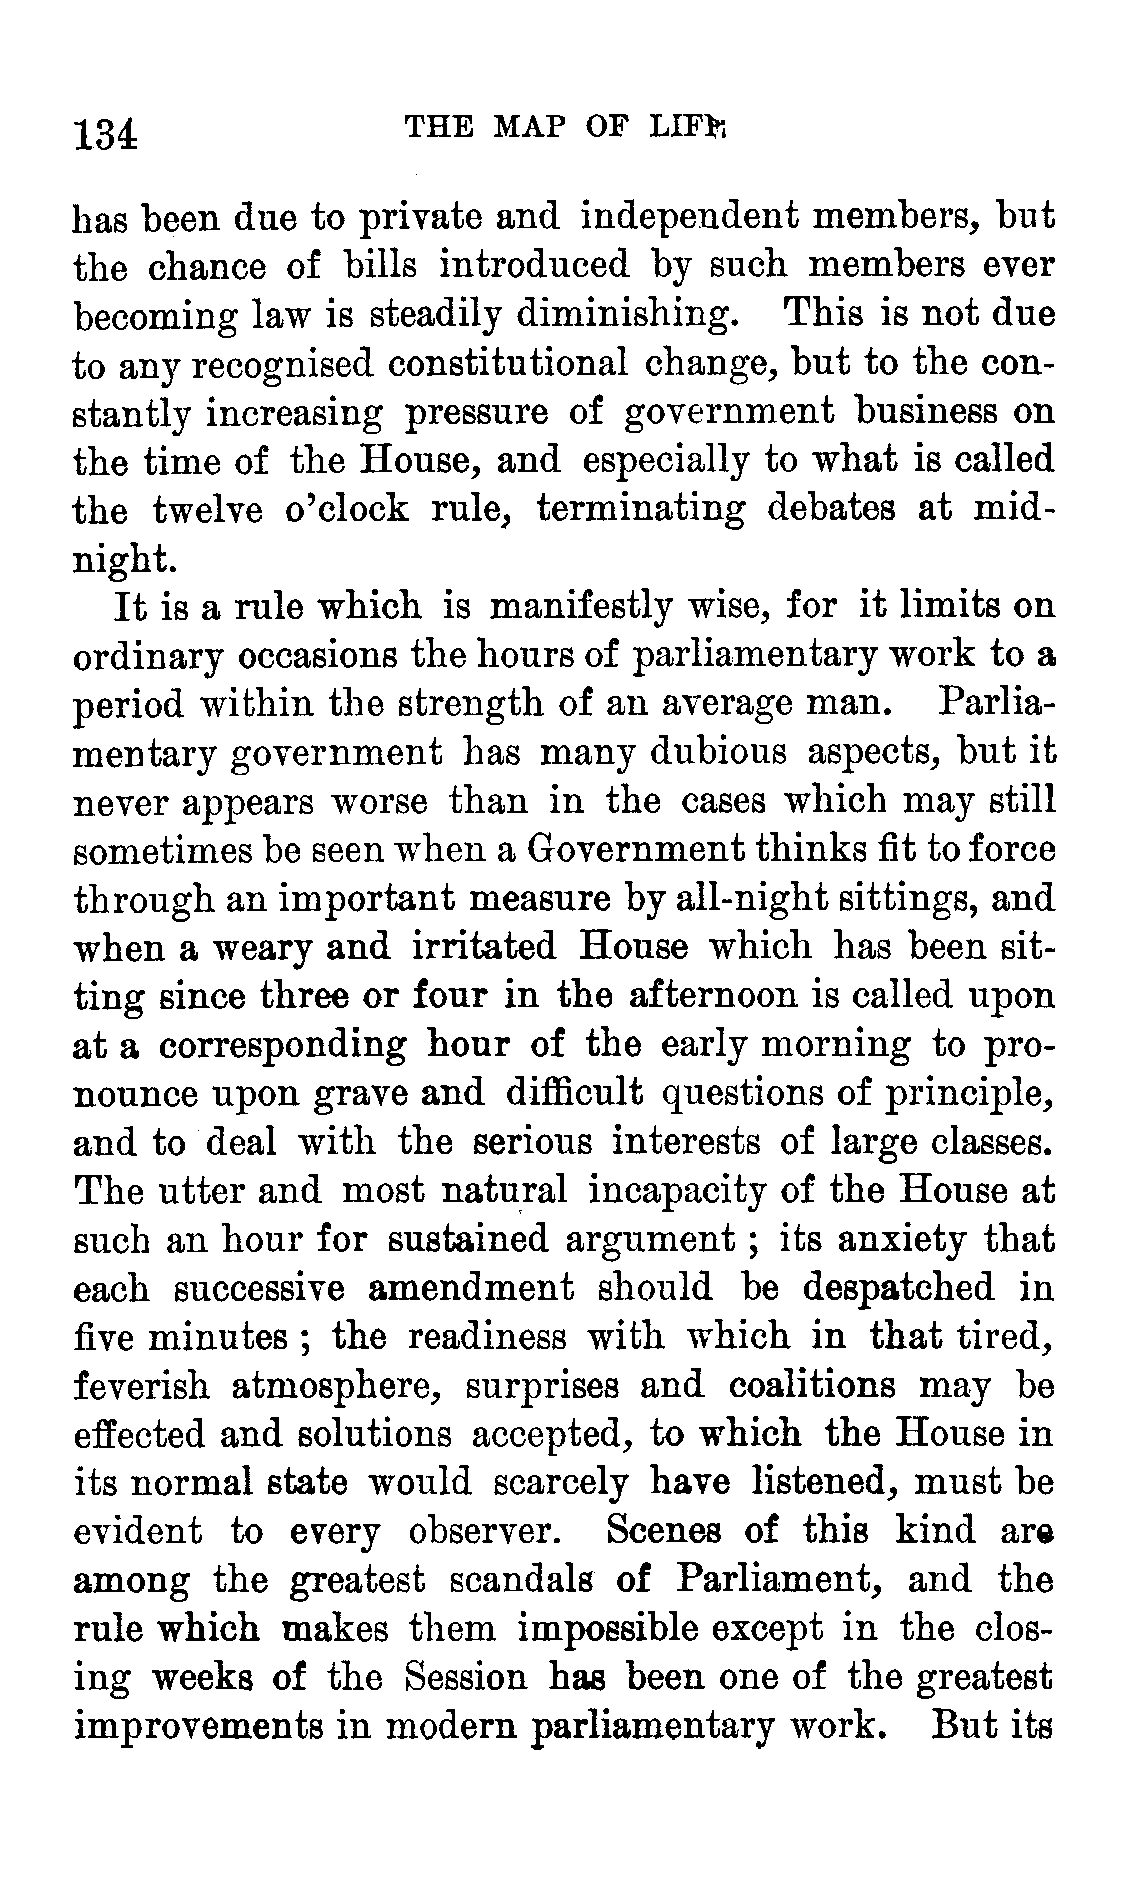 134 THE MAP OF LIFE
has been due to private and independent members, but
the chance of bills introduced by such members ever
becoming law is steadily diminishing. This is not due
to any recognised constitutional change, but to the con-
stantly increasing pressure of government business on
the time of the House, and especially to what is called
the twelve o'clock rule, terminating debates at mid-
night.
It is a rule which is manifestly wise, for it limits on
ordinary occasions the hours of parliamentary work to a
period within the strength of an average man. Parlia-
mentary government has many dubious aspects, but it
never appears worse than in the cases which may still
sometimes be seen when a Government thinks fit to force
through an important measure by all-night sittings, and
when a weary and irritated House which has been sit-
ting since three or four in the afternoon is called upon
at a corresponding hour of the early morning to pro-
nounce upon grave and difficult questions of principle,
and to deal with the serious interests of large classes.
The utter and most natural incapacity of the House at
such an hour for sustained argument ; its anxiety that
each successive amendment should be despatched in
five minutes ; the readiness with which in that tired,
feverish atmosphere, surprises and coalitions may be
effected and solutions accepted, to which the House in
its normal state would scarcely have listened, must be
evident to every observer. Scenes of this kind are
among the greatest scandals of Parliament, and the
rule which makes them impossible except in the clos-
ing weeks of the Session has been one of the greatest
improvements in modern parliamentary work. But its